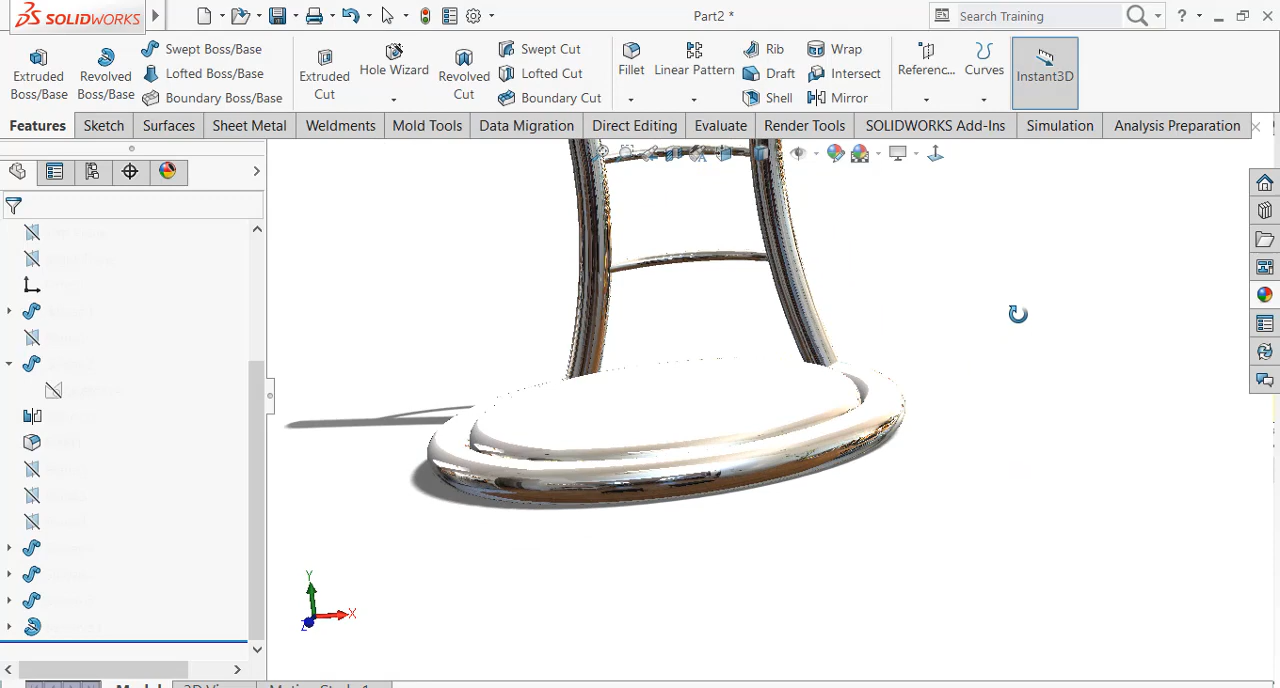 SOLIDWORKS
Part2 *
Search Training
?
Extruded Boss/Base
Revolved Boss/Base
Swept Boss/Base
Lofted Boss/Base
Boundary Boss/Base
Extruded Cut
Hole Wizard
Revolved Cut
Swept Cut
Lofted Cut
Boundary Cut
Fillet
Linear Pattern
Rib
Draft
Shell
Wrap
Intersect
Mirror
Referenc...
Curves
Instant3D
Features
Sketch
Surfaces
Sheet Metal
Weldments
Mold Tools
Data Migration
Direct Editing
Evaluate
Render Tools
SOLIDWORKS Add-Ins
Simulation
Analysis Preparation
Y
X
Z